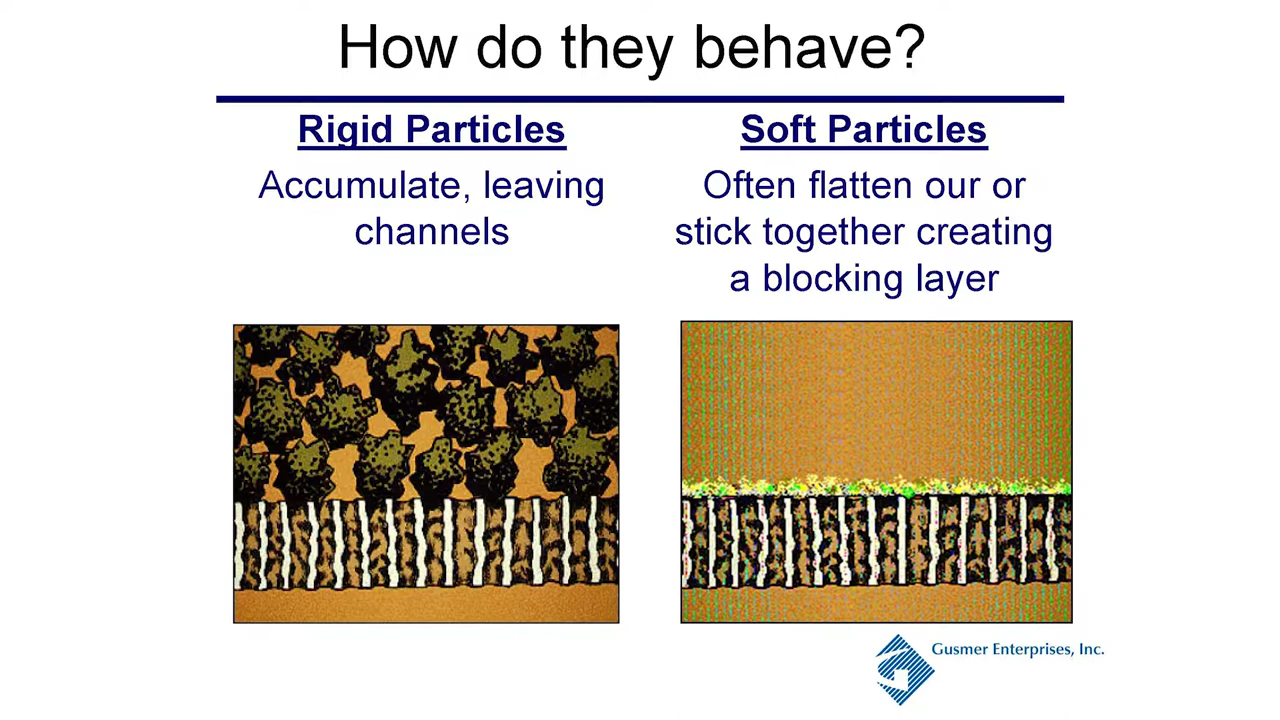 How do they behave?
Rigid Particles
Accumulate, leaving
channels
Soft Particles
Often flatten our or
stick together creating
a blocking layer
Gusmer Enterprises, Inc.